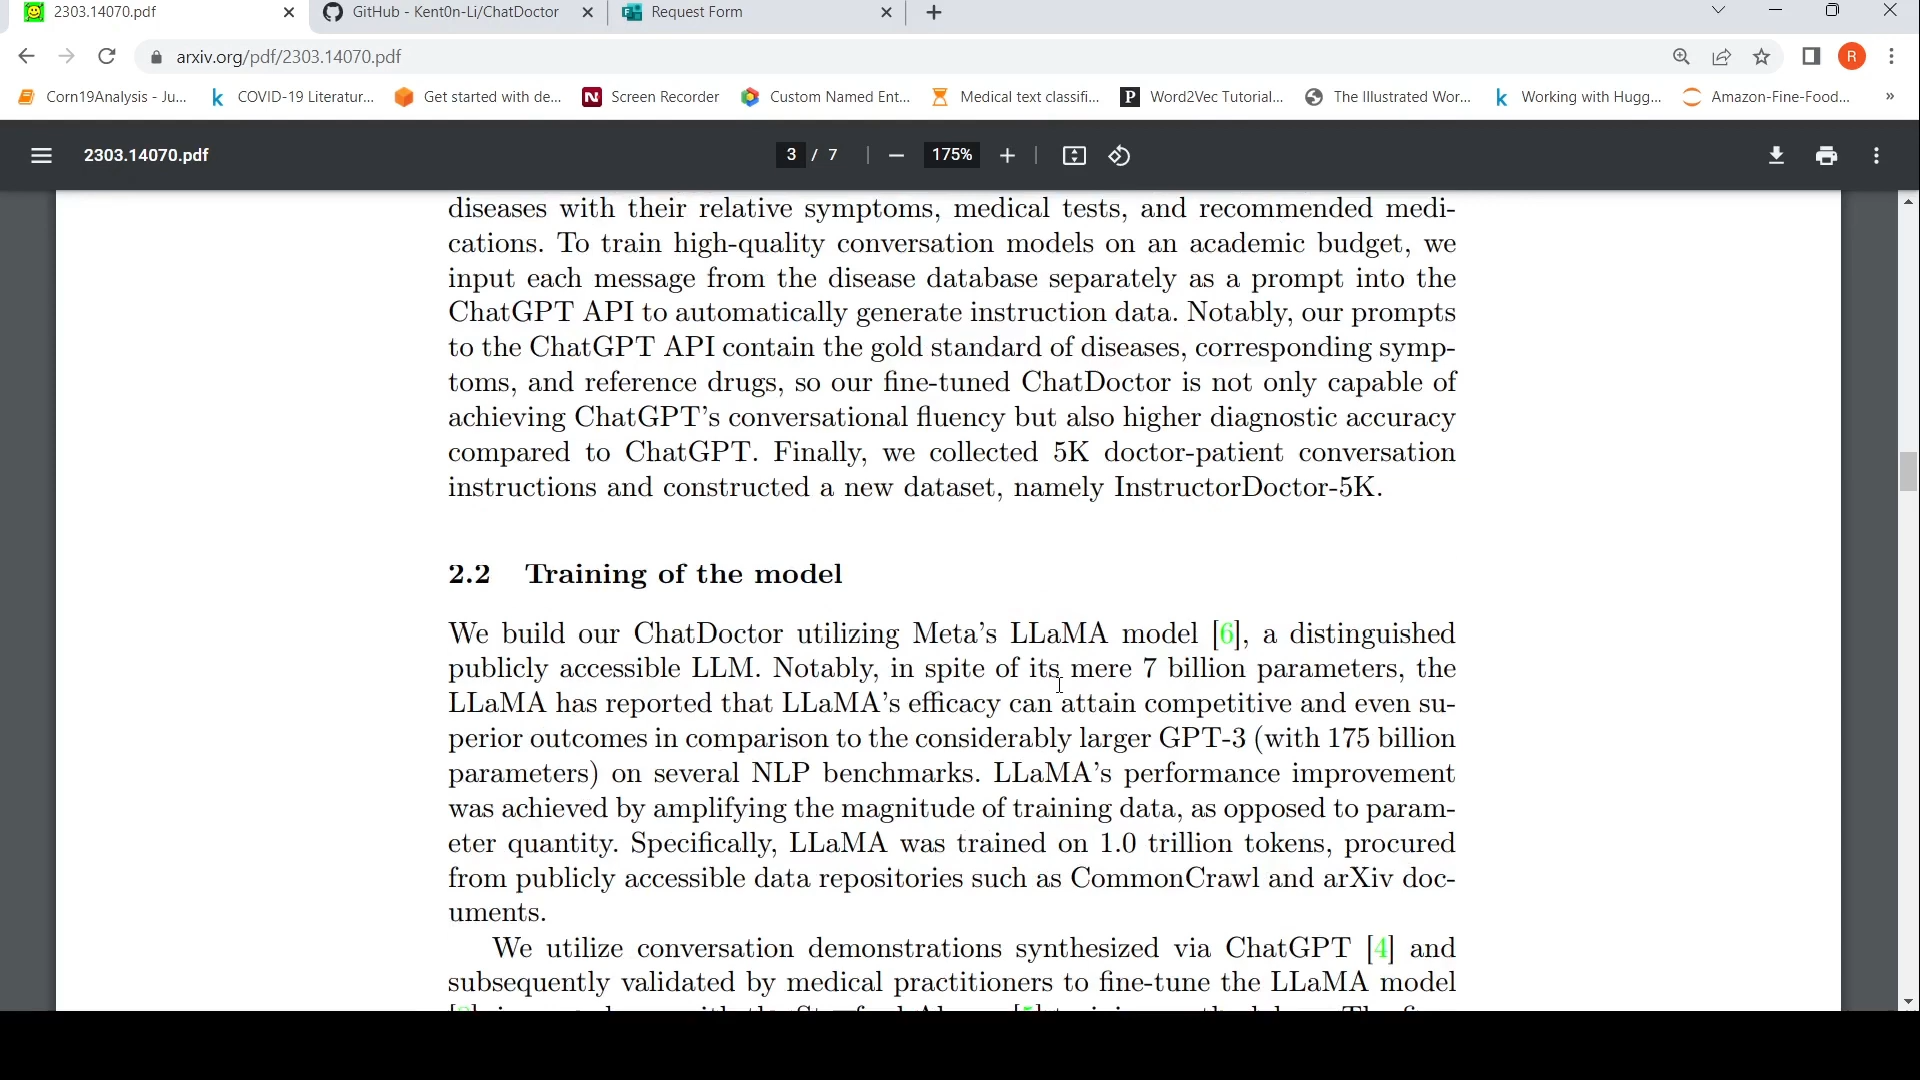 2303.14070.pdf
GitHub - Kent0n-Li/ChatDoctor
Request Form
arxiv.org/pdf/2303.14070.pdf
R
Corn19Analysis - Ju...
COVID-19 Literatur...
Get started with de...
Screen Recorder
Custom Named Ent...
Medical text classifi...
Word2Vec Tutorial...
The Illustrated Wor...
Working with Hugg...
Amazon-Fine-Food...
»
2303.14070.pdf
3 / 7
175%
diseases with their relative symptoms, medical tests, and recommended medi-
cations. To train high-quality conversation models on an academic budget, we
input each message from the disease database separately as a prompt into the
ChatGPT API to automatically generate instruction data. Notably, our prompts
to the ChatGPT API contain the gold standard of diseases, corresponding symp-
toms, and reference drugs, so our fine-tuned ChatDoctor is not only capable of
achieving ChatGPT's conversational fluency but also higher diagnostic accuracy
compared to ChatGPT. Finally, we collected 5K doctor-patient conversation
instructions and constructed a new dataset, namely InstructorDoctor-5K.
2.2 Training of the model
We build our ChatDoctor utilizing Meta's LLaMA model [6], a distinguished
publicly accessible LLM. Notably, in spite of its mere 7 billion parameters, the
LLaMA has reported that LLaMA's efficacy can attain competitive and even su-
perior outcomes in comparison to the considerably larger GPT-3 (with 175 billion
parameters) on several NLP benchmarks. LLaMA's performance improvement
was achieved by amplifying the magnitude of training data, as opposed to param-
eter quantity. Specifically, LLaMA was trained on 1.0 trillion tokens, procured
from publicly accessible data repositories such as CommonCrawl and arXiv doc-
uments.
We utilize conversation demonstrations synthesized via ChatGPT [4] and
subsequently validated by medical practitioners to fine-tune the LLaMA model